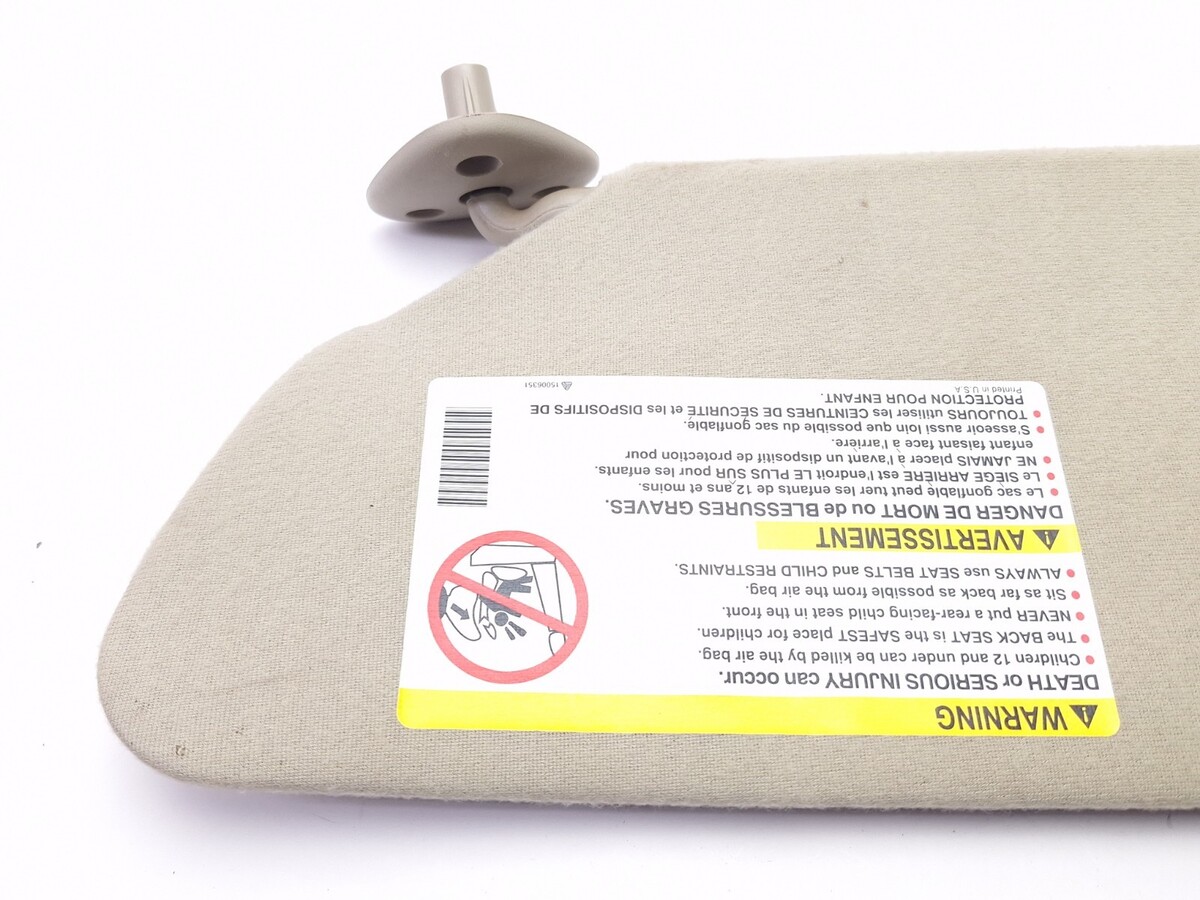 WARNING
DEATH or SERIOUS INJURY can occur.
• Children 12 and under can be killed by the air bag.
• The BACK SEAT is the SAFEST place for children.
• NEVER put a rear-facing child seat in the front.
• Sit as far back as possible from the air bag.
• ALWAYS use SEAT BELTS and CHILD RESTRAINTS.
AVERTISSEMENT
DANGER DE MORT ou de BLESSURES GRAVES.
• Le sac gonflable peut tuer les enfants de 12 ans et moins.
• Le SIEGE ARRIÈRE est l'endroit LE PLUS SÛR pour les enfants.
• NE JAMAIS placer à l'avant un dispositif de protection pour
enfant faisant face à l'arrière.
• S'asseoir aussi loin que possible du sac gonflable.
• TOUJOURS utiliser les CEINTURES DE SÉCURITÉ et les DISPOSITIFS DE
PROTECTION POUR ENFANT.
Printed in U.S.A. 15006351